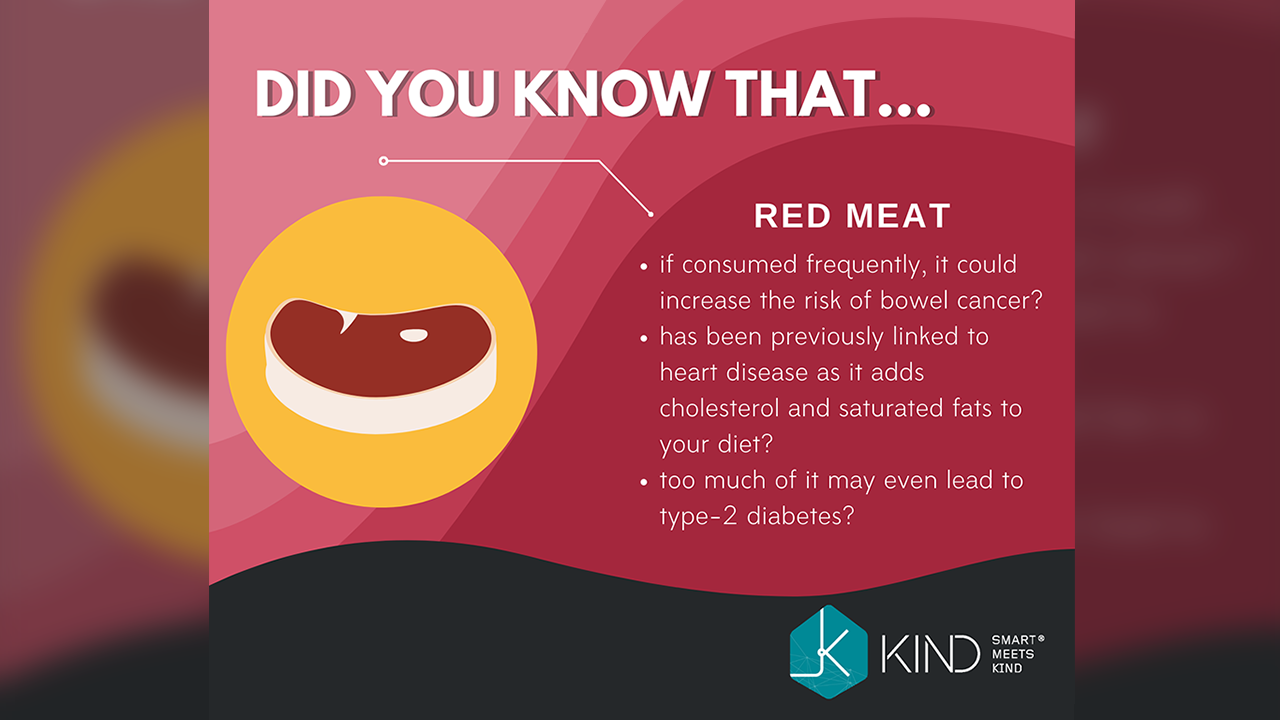 DID YOU KNOW THAT...
RED MEAT
• if consumed frequently, it could
increase the risk of bowel cancer?
• has been previously linked to
heart disease as it adds
cholesterol and saturated fats to
your diet?
• too much of it may even lead to
type-2 diabetes?
K KIND
SMART®
MEETS
KIND